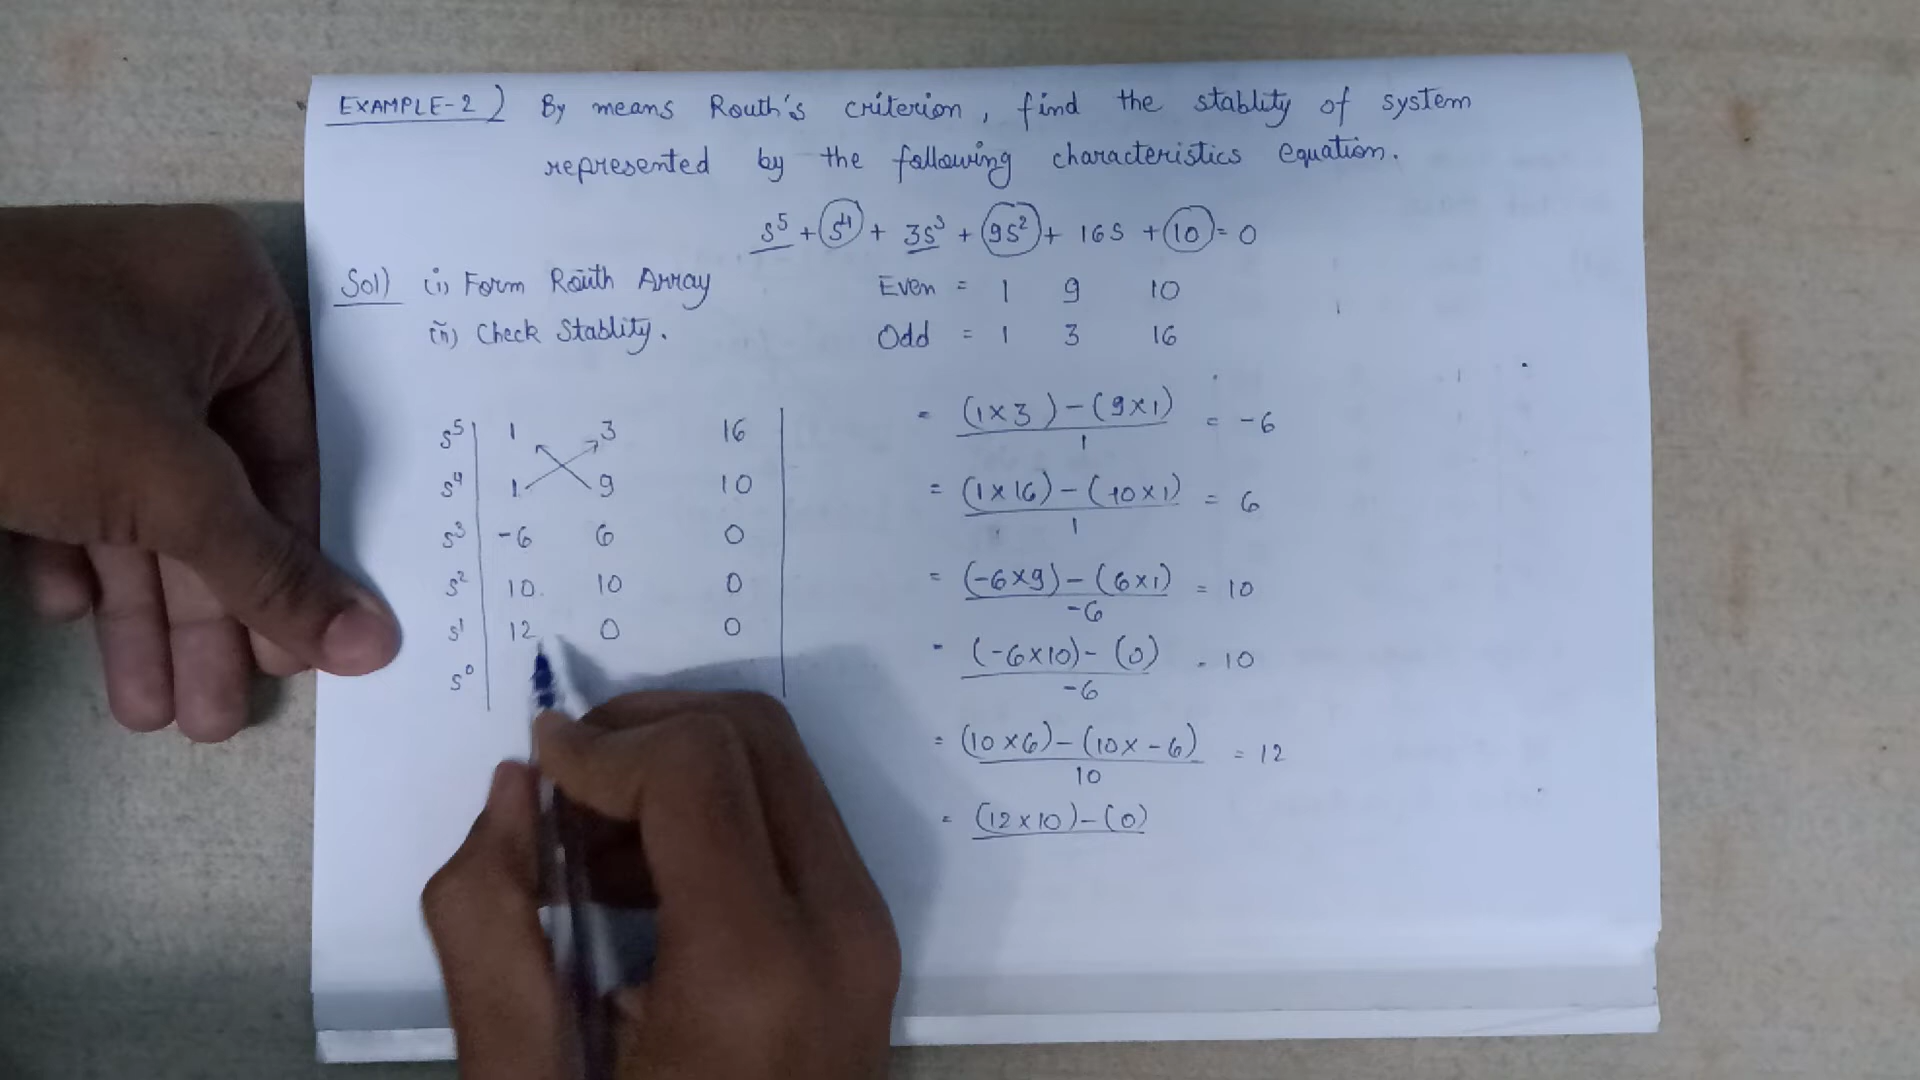 EXAMPLE-2) By means Routh's criterion, find the stablity of system
represented by the following characteristics equation.
s⁵ + s⁴ + 3s³ + 9s² + 16s + 10 = 0
Sol) (i) Form Routh Array
(ii) Check Stablity.
Even = 1 9 10
Odd = 1 3 16
s⁵ 1 3 16
s⁴ 1 9 10
s³ -6 6 0
s² 10 10 0
s¹ 12 0 0
s⁰
= (1×3)-(9×1) / 1 = -6
= (1×16)-(10×1) / 1 = 6
= (-6×9)-(6×1) / -6 = 10
= (-6×10)-(0) / -6 = 10
= (10×6)-(10×-6) / 10 = 12
= (12×10)-(0)